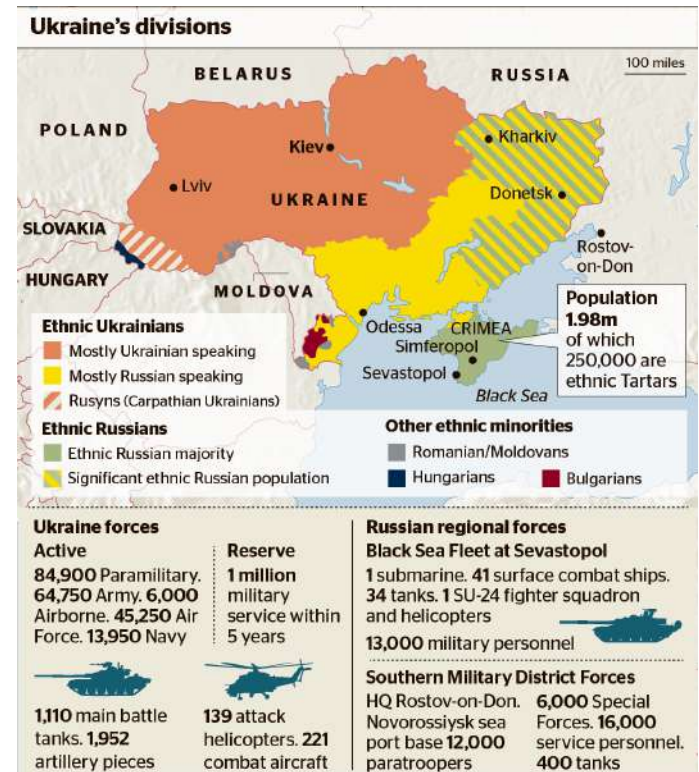 Ukraine's divisions
100 miles
BELARUS
RUSSIA
POLAND
Kiev
Kharkiv
Lviv
UKRAINE
Donetsk
SLOVAKIA
HUNGARY
MOLDOVA
Rostov-
on-Don
Population
1.98m
of which
250,000 are
ethnic Tartars
Odessa
CRIMEA
Simferopol
Sevastopol
Black Sea
Ethnic Ukrainians
Mostly Ukrainian speaking
Mostly Russian speaking
Rusyns (Carpathian Ukrainians)
Ethnic Russians
Ethnic Russian majority
Significant ethnic Russian population
Other ethnic minorities
Romanian/Moldovans
Hungarians
Bulgarians
Ukraine forces
Active
84,900 Paramilitary.
64,750 Army. 6,000
Airborne. 45,250 Air
Force. 13,950 Navy
Reserve
1 million
military
service within
5 years
1,110 main battle
tanks. 1,952
artillery pieces
139 attack
helicopters. 221
combat aircraft
Russian regional forces
Black Sea Fleet at Sevastopol
1 submarine. 41 surface combat ships.
34 tanks. 1 SU-24 fighter squadron
and helicopters
13,000 military personnel
Southern Military District Forces
HQ Rostov-on-Don.
Novorossiysk sea
port base 12,000
paratroopers
6,000 Special
Forces. 16,000
service personnel.
400 tanks